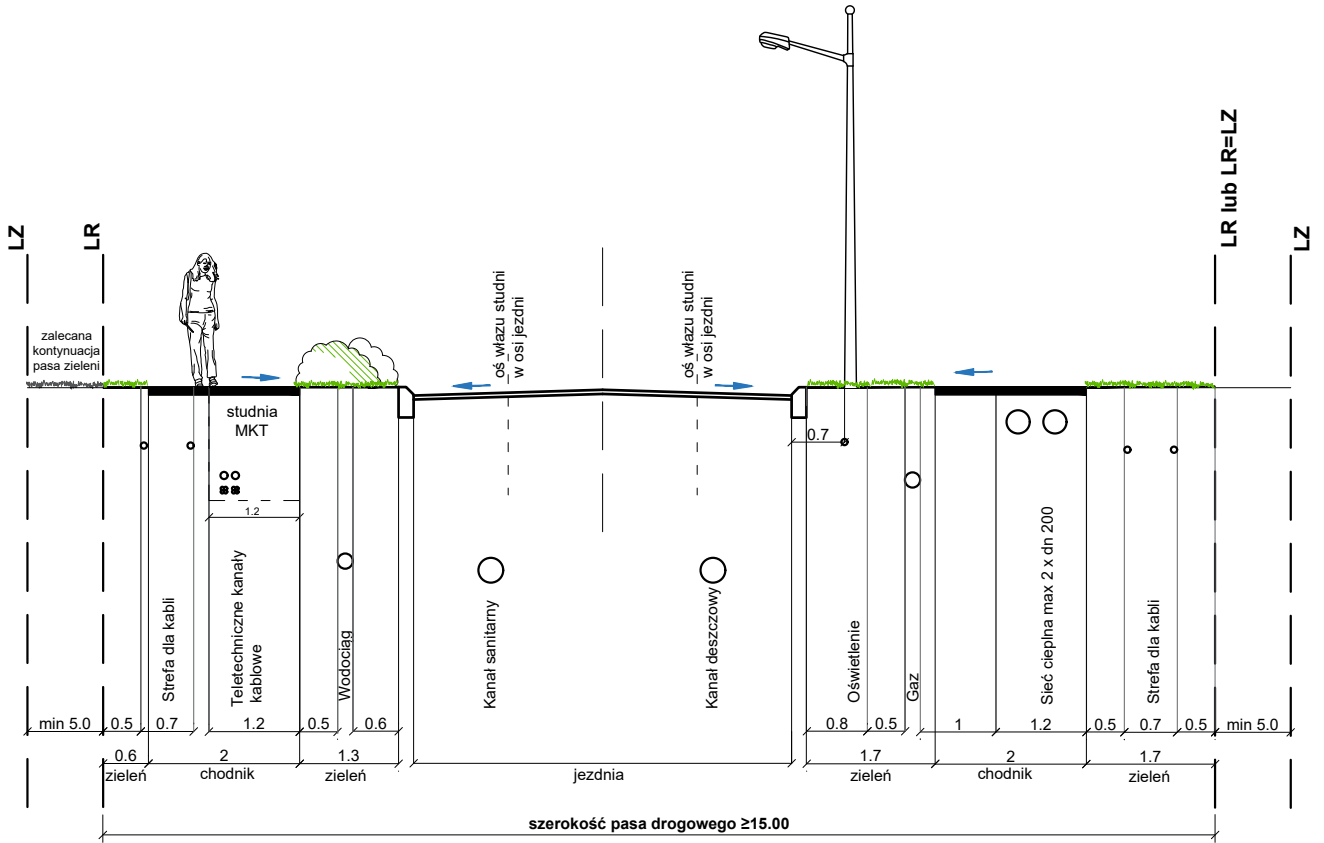 LZ
LR
LR lub LR=LZ
LZ
zalecana
kontynuacja
pasa zieleni
oś włazu studni
w osi jezdni
oś włazu studni
w osi jezdni
studnia
MKT
0.7
1.2
Strefa dla kabli
Teletechniczne kanały
kablowe
Wodociąg
Kanał sanitarny
Kanał deszczowy
Oświetlenie
Gaz
Sieć cieplna max 2 x dn 200
Strefa dla kabli
min 5.0
0.5
0.7
1.2
0.5
0.6
0.8
0.5
1
1.2
0.5
0.7
0.5
min 5.0
0.6
2
1.3
1.7
2
1.7
zieleń
chodnik
zieleń
jezdnia
zieleń
chodnik
zieleń
szerokość pasa drogowego ≥15.00